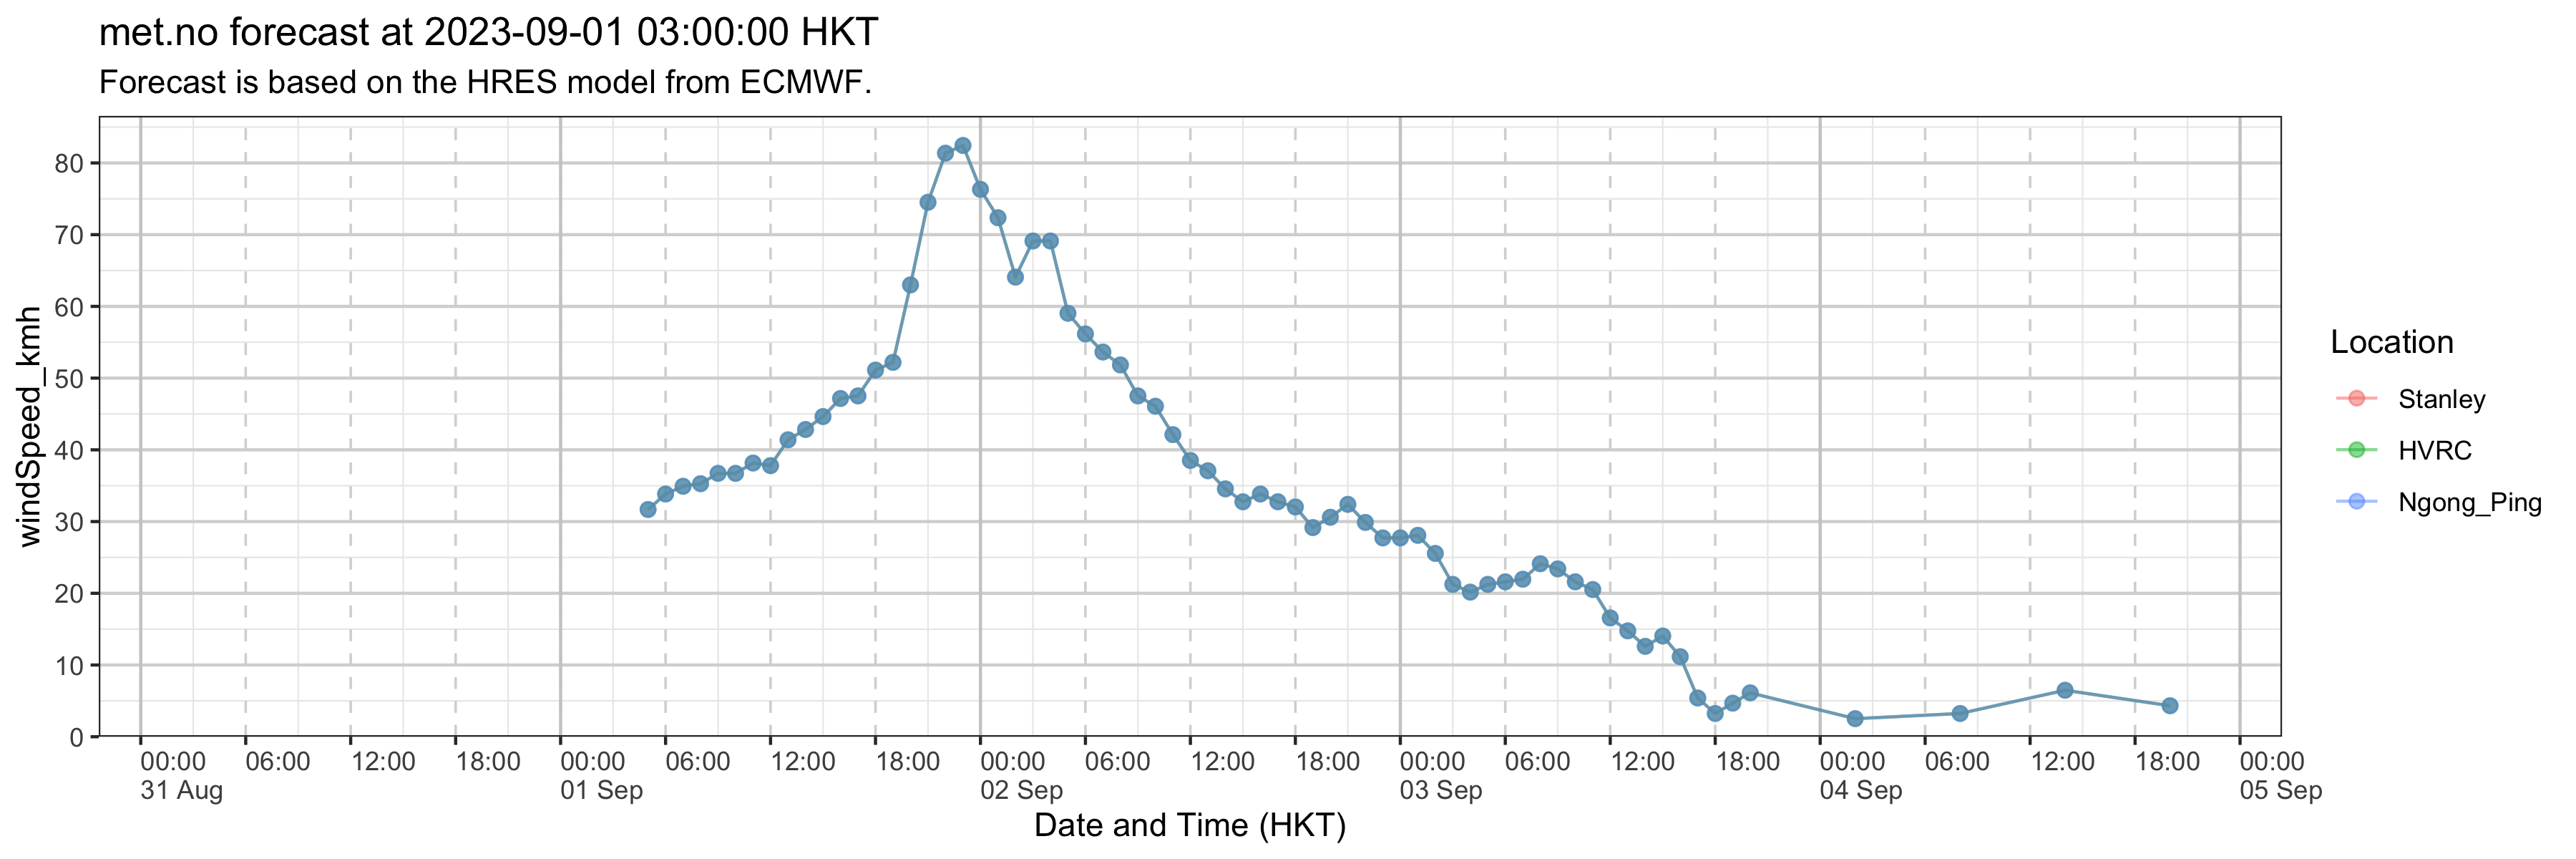 met.no forecast at 2023-09-01 03:00:00 HKT
Forecast is based on the HRES model from ECMWF.
windSpeed_kmh
80
70
60
50
40
30
20
10
0
00:00 06:00 12:00 18:00 00:00 06:00 12:00 18:00 00:00 06:00 12:00 18:00 00:00 06:00 12:00 18:00 00:00 06:00 12:00 18:00 00:00
31 Aug 01 Sep 02 Sep 03 Sep 04 Sep 05 Sep
Date and Time (HKT)
Location
Stanley
HVRC
Ngong_Ping